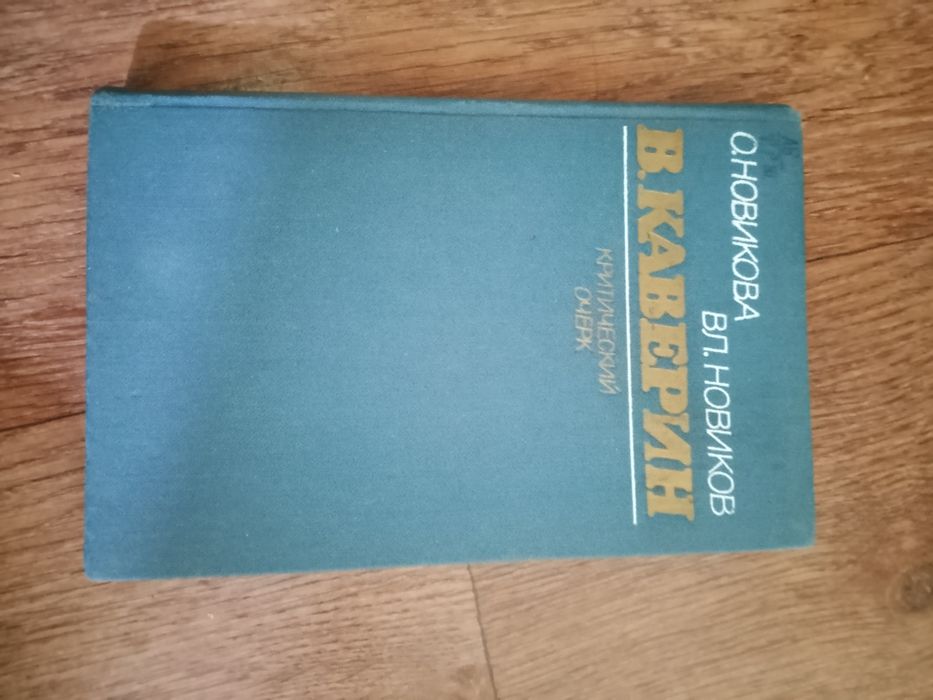 О. НОВИКОВА
ВЛ. НОВИКОВ
В. КАВЕРИН
КРИТИЧЕСКИЙ
ОЧЕРК